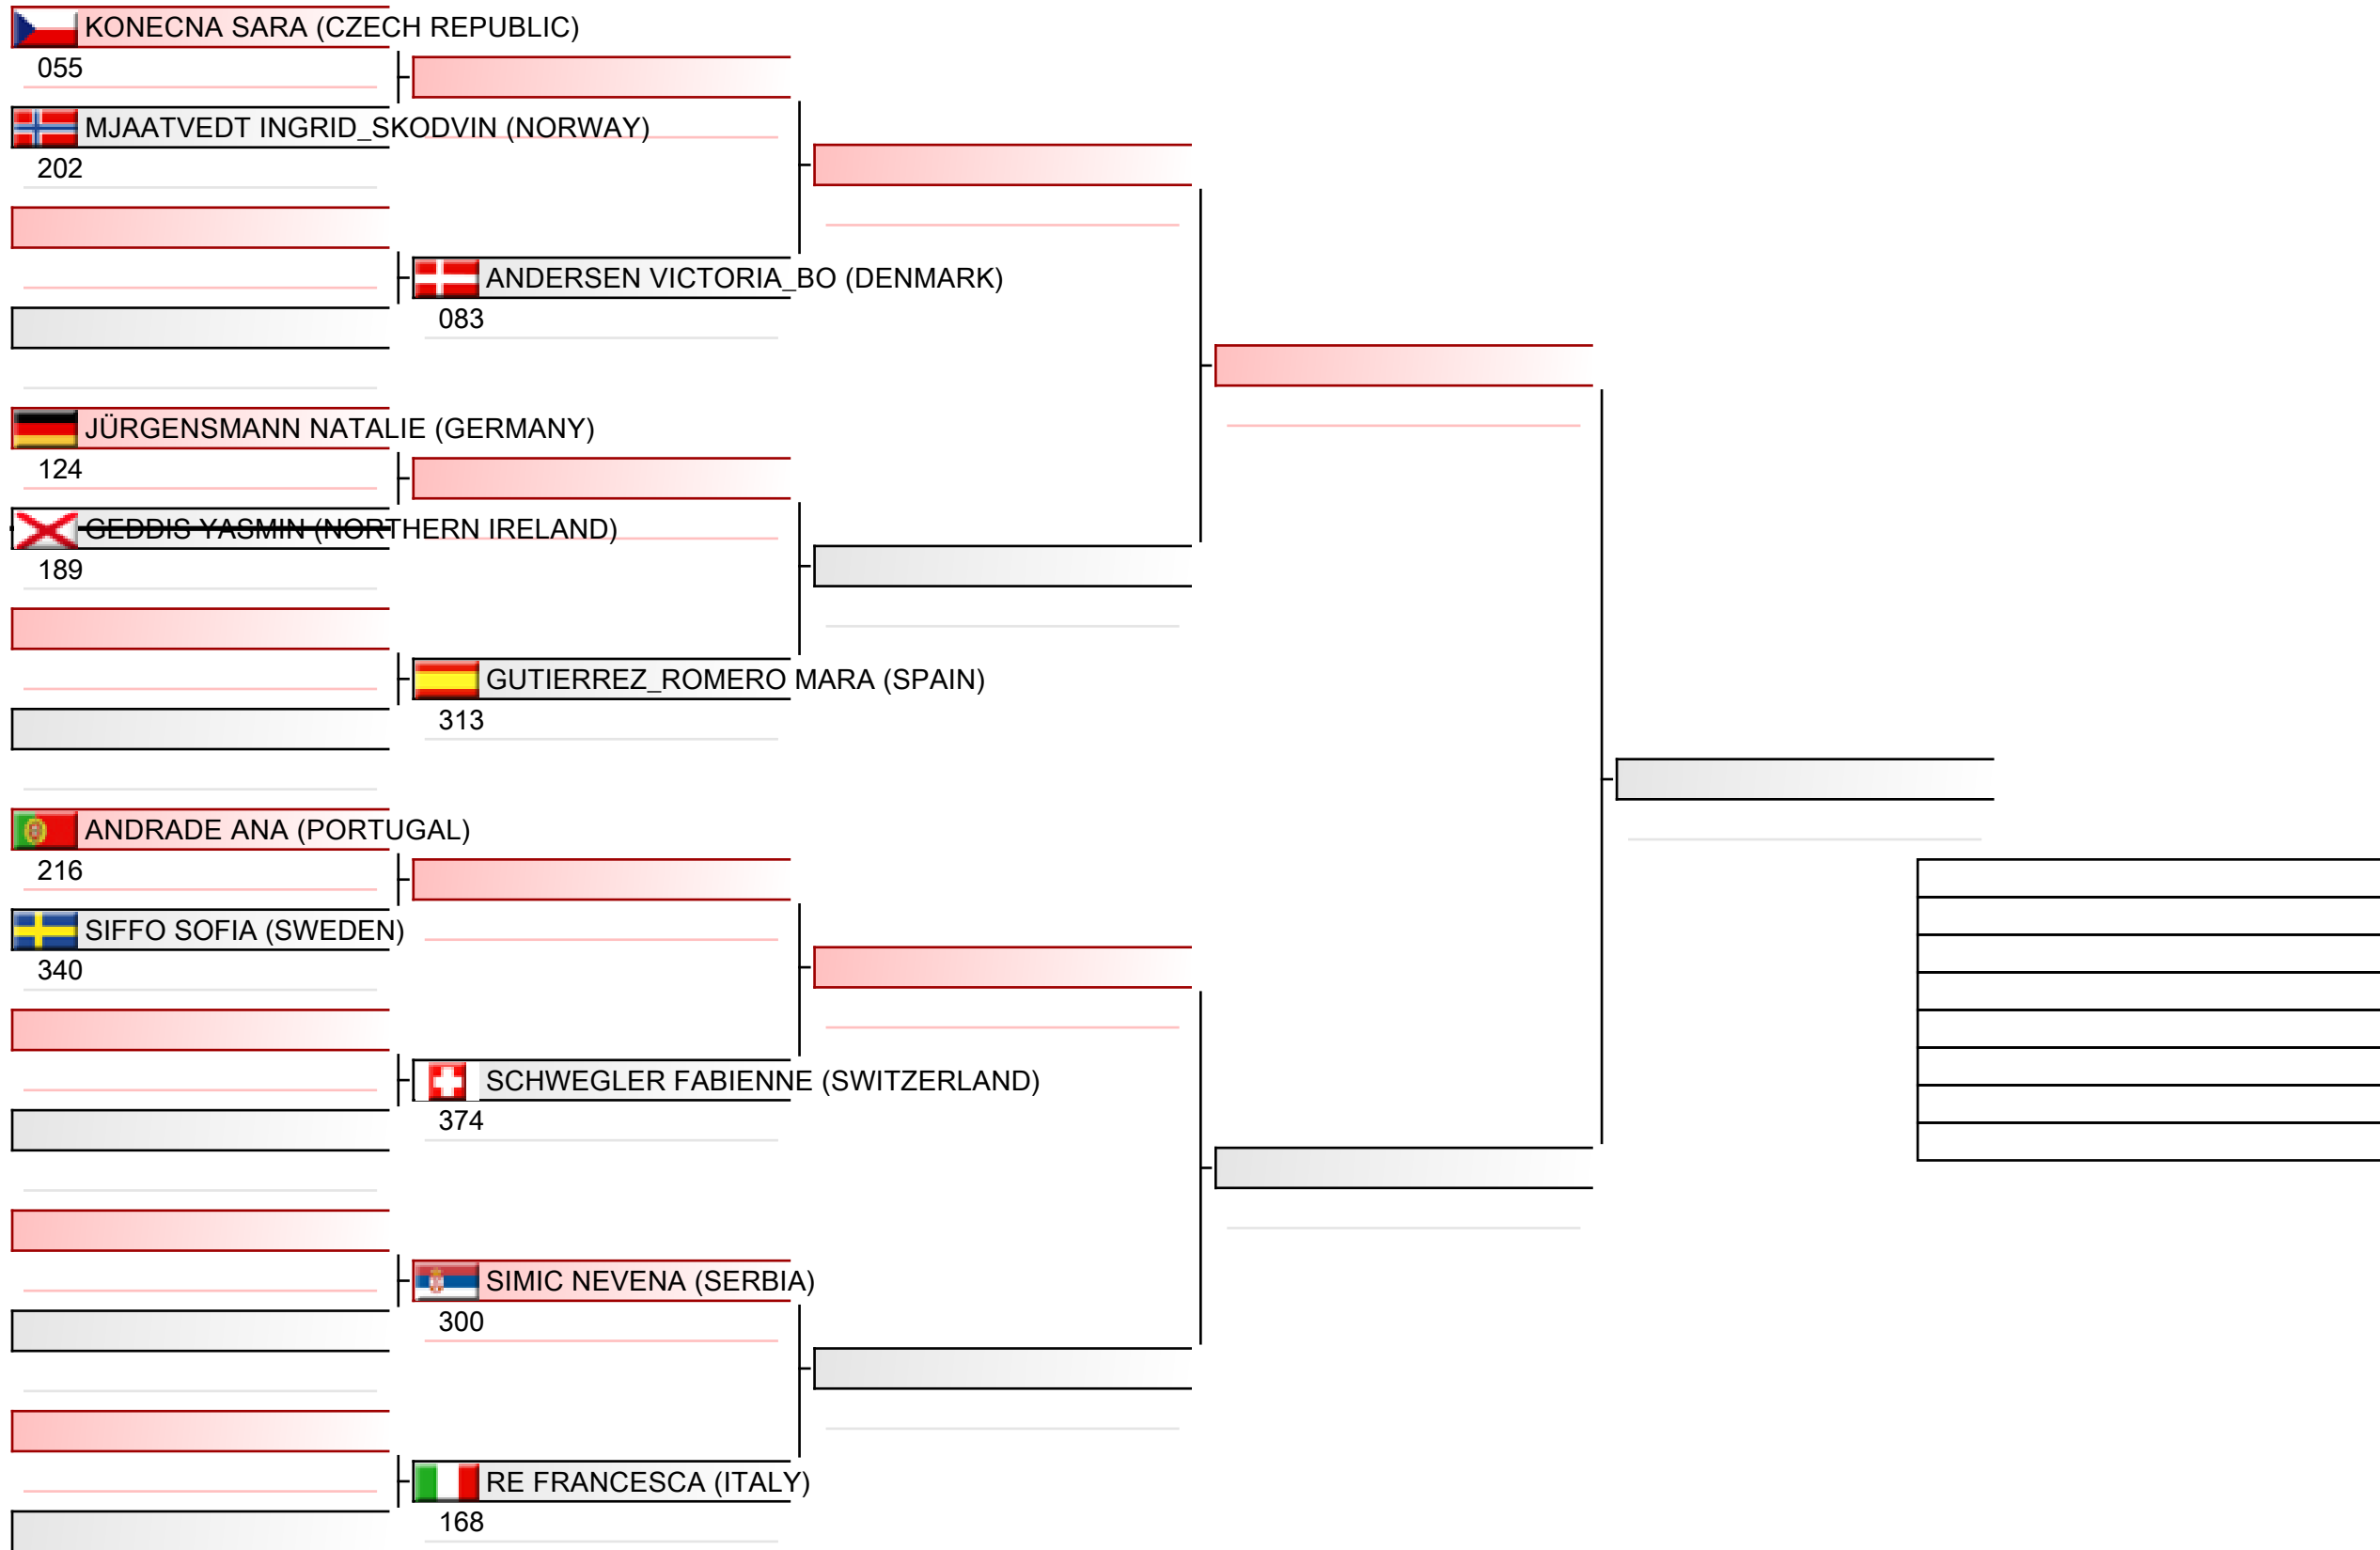 KONECNA SARA (CZECH REPUBLIC)
055
MJAATVEDT INGRID_SKODVIN (NORWAY)
202
ANDERSEN VICTORIA_BO (DENMARK)
083
JÜRGENSMANN NATALIE (GERMANY)
124
GEDDIS YASMIN (NORTHERN IRELAND)
189
GUTIERREZ_ROMERO MARA (SPAIN)
313
ANDRADE ANA (PORTUGAL)
216
SIFFO SOFIA (SWEDEN)
340
SCHWEGLER FABIENNE (SWITZERLAND)
374
SIMIC NEVENA (SERBIA)
300
RE FRANCESCA (ITALY)
168